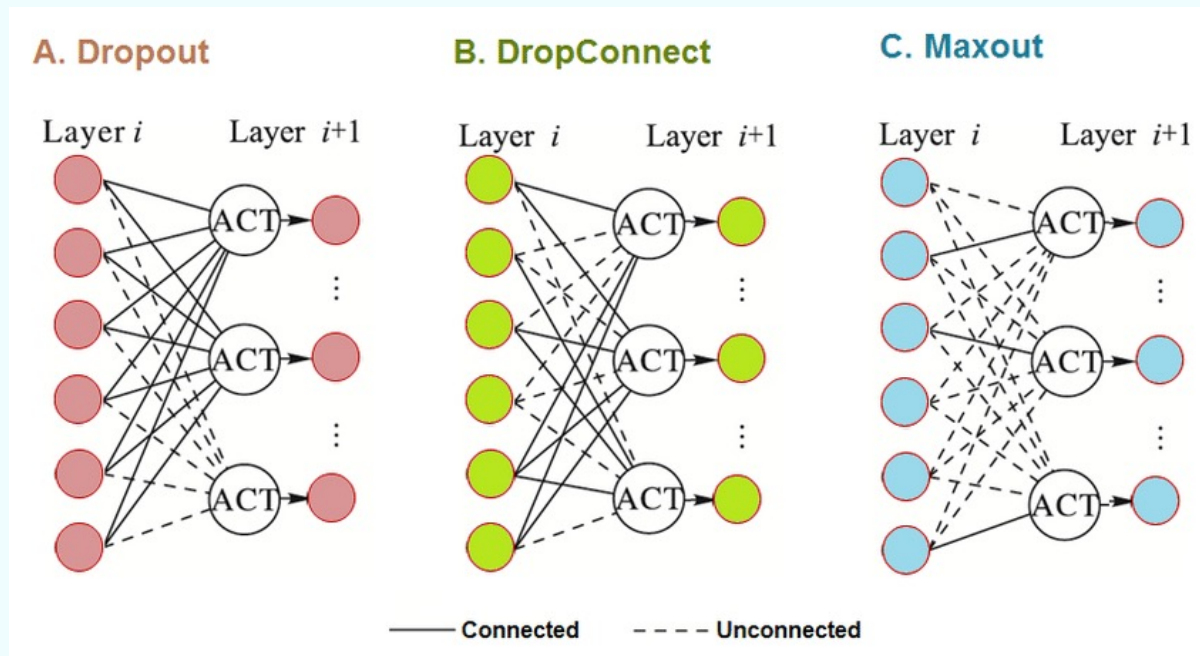 A. Dropout
B. DropConnect
C. Maxout
Layer i
Layer i+1
Layer i
Layer i+1
Layer i
Layer i+1
ACT
ACT
ACT
⋮
⋮
⋮
ACT
ACT
ACT
⋮
⋮
⋮
ACT
ACT
ACT
Connected
Unconnected